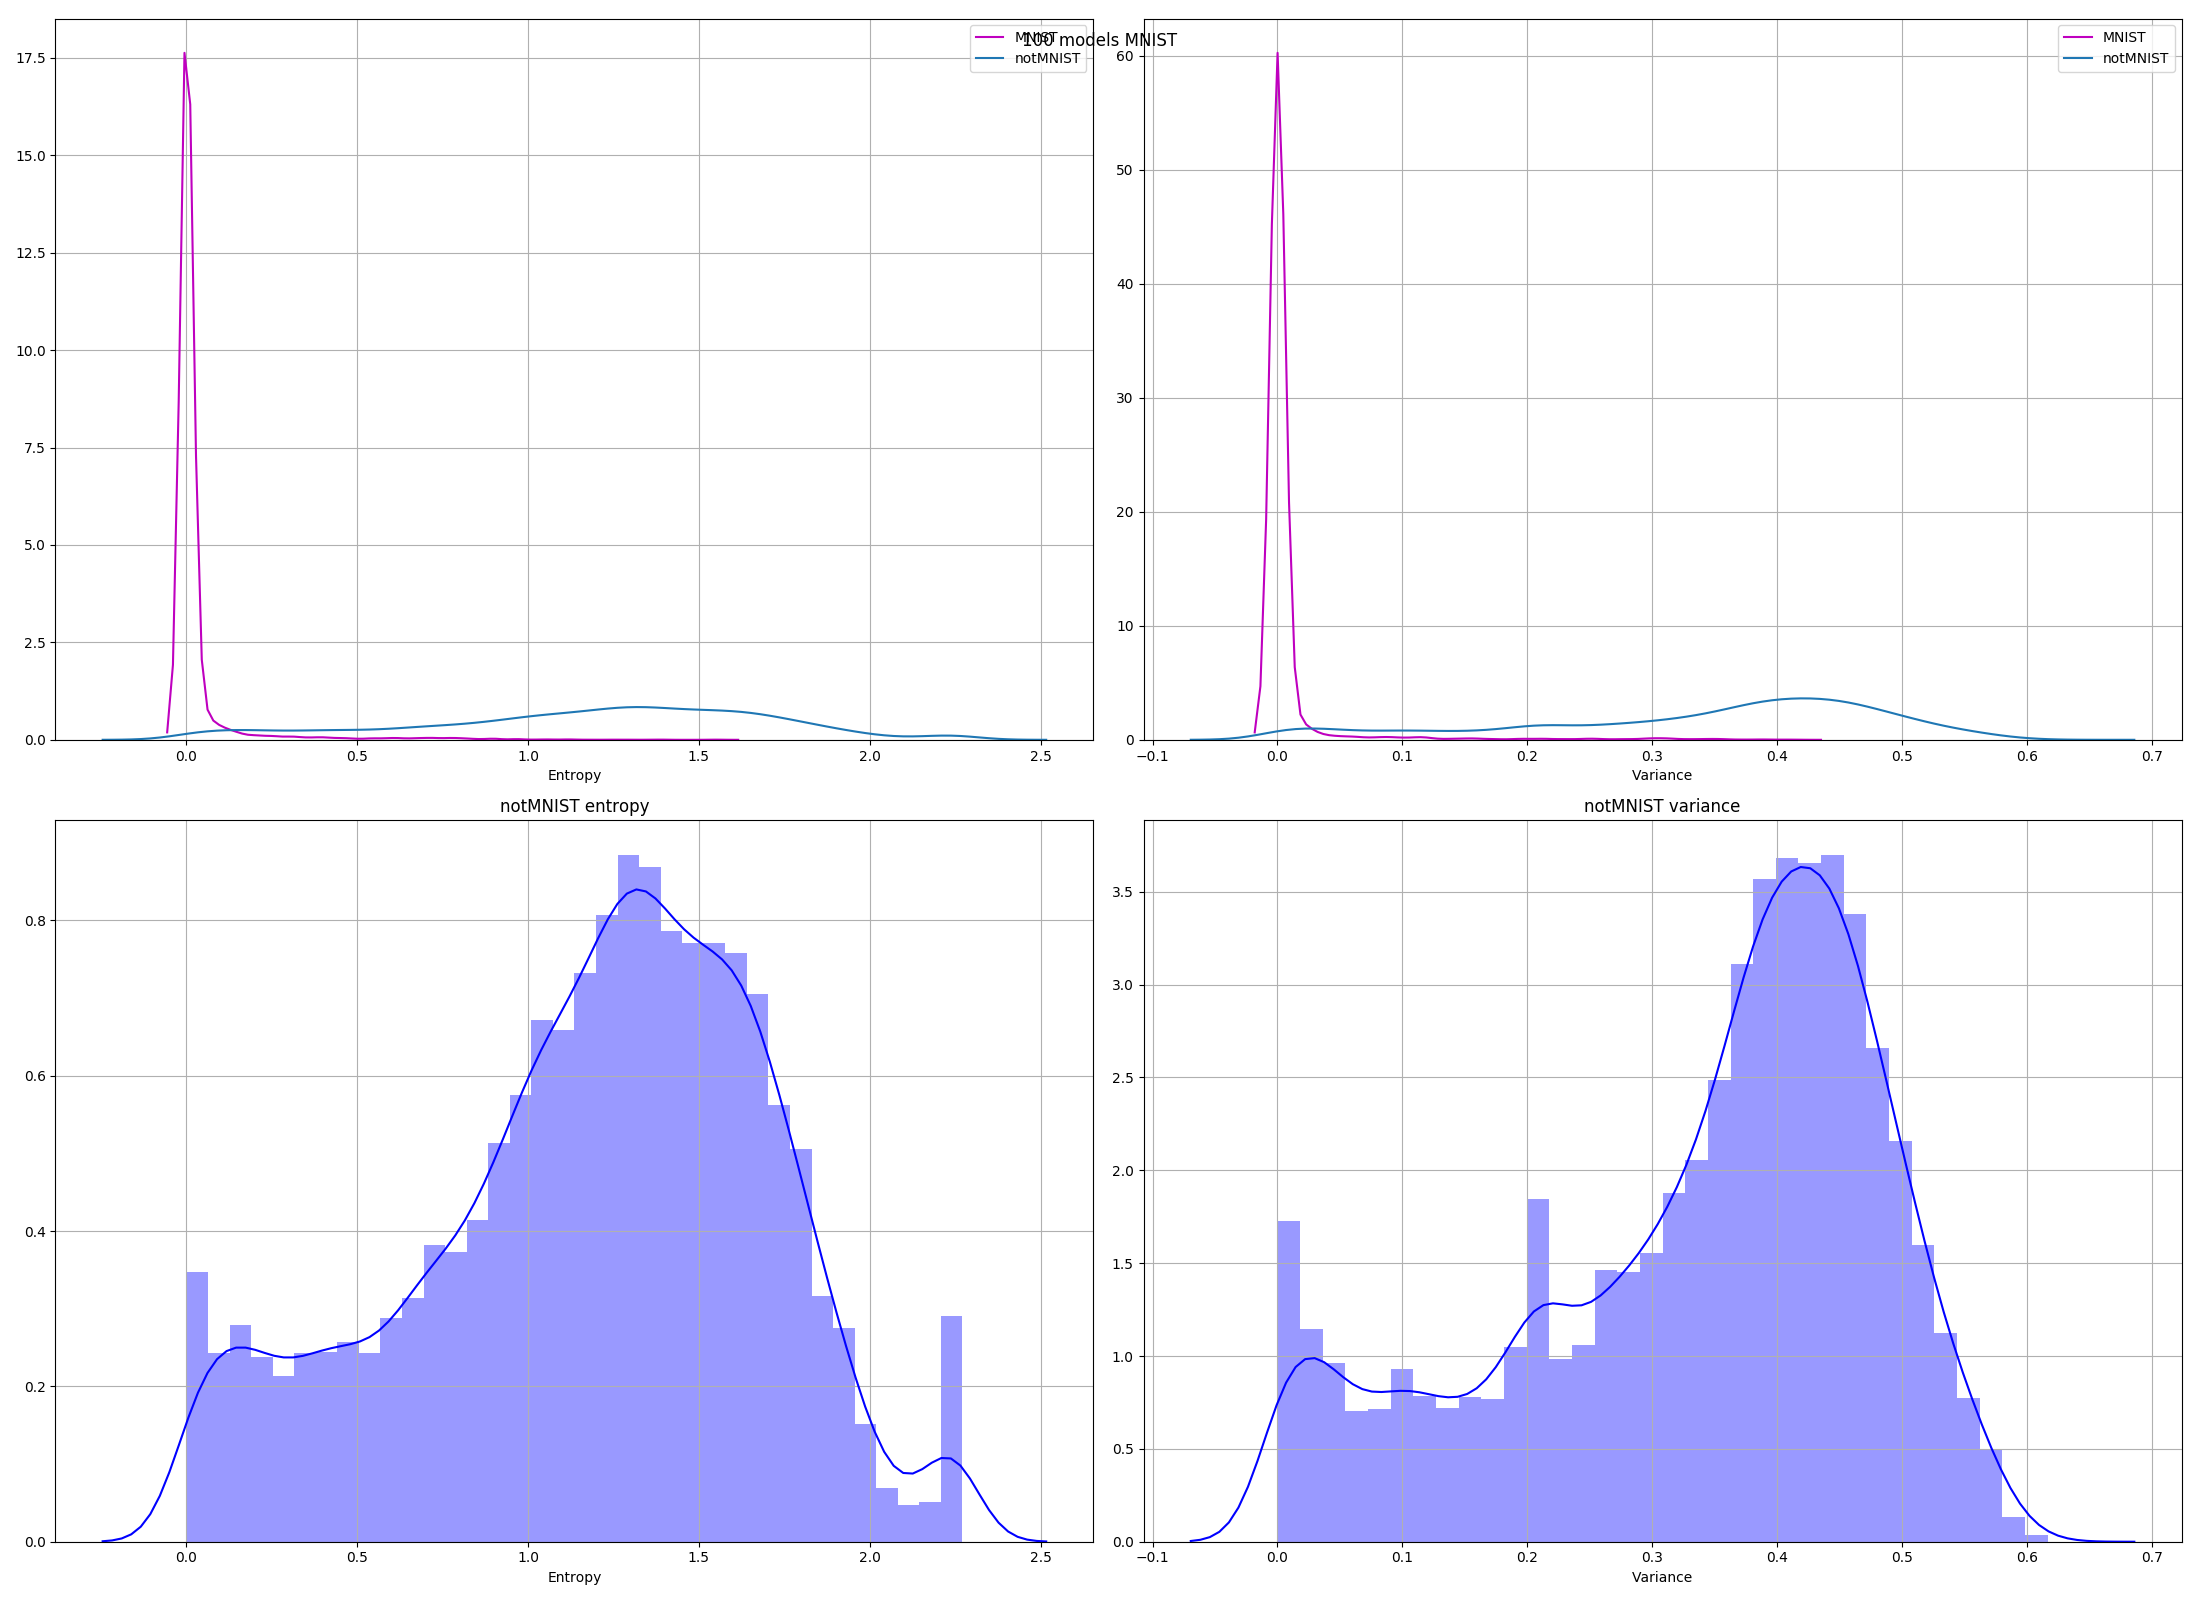 100 models MNIST
MNIST
notMNIST
17.5
15.0
12.5
10.0
7.5
5.0
2.5
0.0
0.0 0.5 1.0 1.5 2.0 2.5
Entropy
MNIST
notMNIST
60
50
40
30
20
10
0
−0.1 0.0 0.1 0.2 0.3 0.4 0.5 0.6 0.7
Variance
notMNIST entropy
0.8
0.6
0.4
0.2
0.0
0.0 0.5 1.0 1.5 2.0 2.5
Entropy
notMNIST variance
3.5
3.0
2.5
2.0
1.5
1.0
0.5
0.0
−0.1 0.0 0.1 0.2 0.3 0.4 0.5 0.6 0.7
Variance